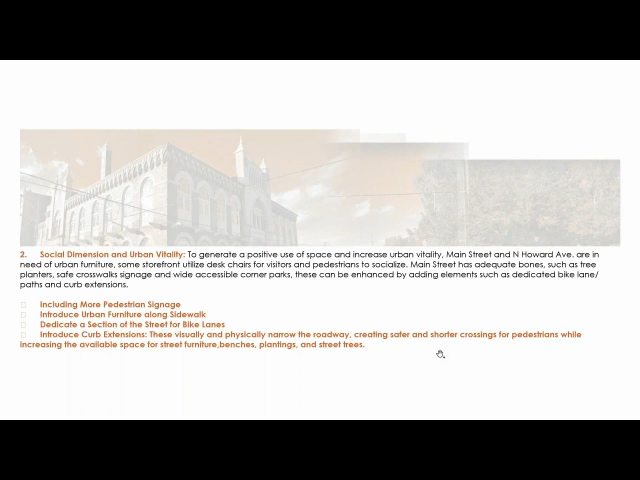 2. Social Dimension and Urban Vitality: To generate a positive use of space and increase urban vitality, Main Street and N Howard Ave. are in
need of urban furniture, some storefront utilize desk chairs for visitors and pedestrians to socialize. Main Street has adequate bones, such as tree
planters, safe crosswalks signage and wide accessible corner parks, these can be enhanced by adding elements such as dedicated bike lane/
paths and curb extensions.
Including More Pedestrian Signage
Introduce Urban Furniture along Sidewalk
Dedicate a Section of the Street for Bike Lanes
Introduce Curb Extensions: These visually and physically narrow the roadway, creating safer and shorter crossings for pedestrians while
increasing the available space for street furniture,benches, plantings, and street trees.